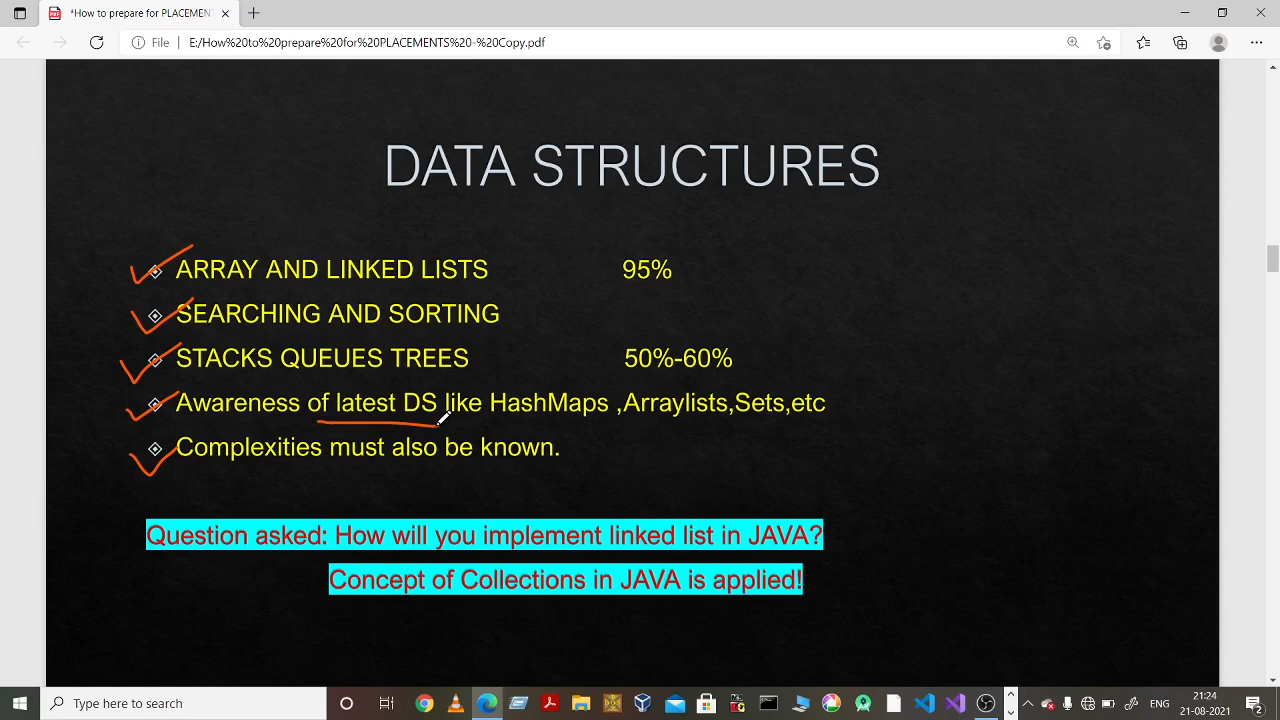 *How to prepare for PLACEMENT
File
E:/How%20to%20prepare%20for%20PLACEMENTS%20-%20Copy.pdf
DATA STRUCTURES
ARRAY AND LINKED LISTS 95%
SEARCHING AND SORTING
STACKS QUEUES TREES 50%-60%
Awareness of latest DS like HashMaps ,Arraylists,Sets,etc
Complexities must also be known.
Question asked: How will you implement linked list in JAVA?
Concept of Collections in JAVA is applied!
Type here to search
ENG
21:24
21-08-2021
2